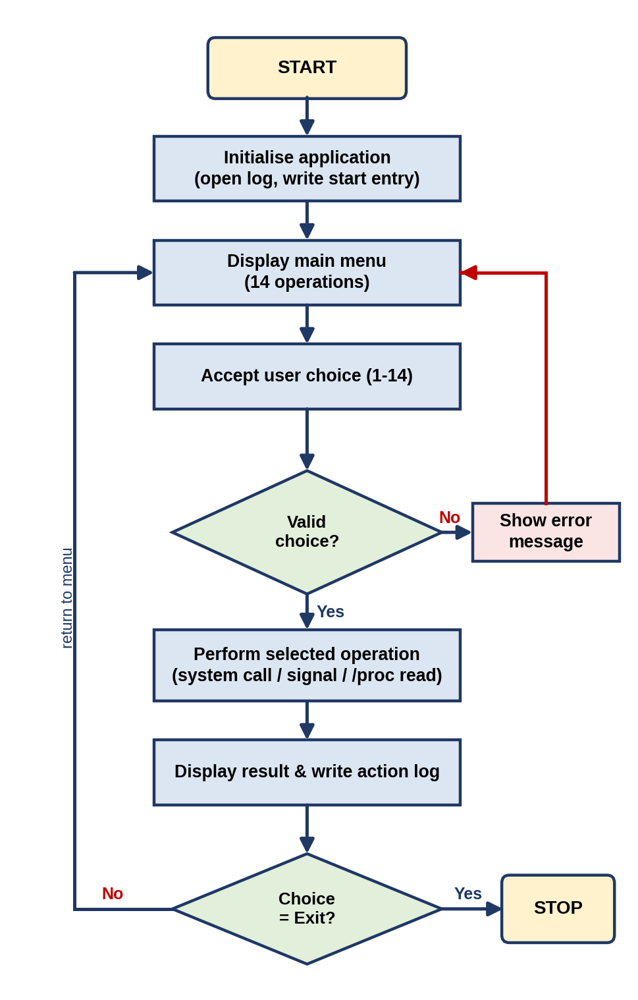 START
Initialise application
(open log, write start entry)
Display main menu
(14 operations)
Accept user choice (1-14)
Valid
choice?
No
Show error
message
Yes
return to menu
Perform selected operation
(system call / signal / /proc read)
Display result & write action log
Choice
= Exit?
No
Yes
STOP